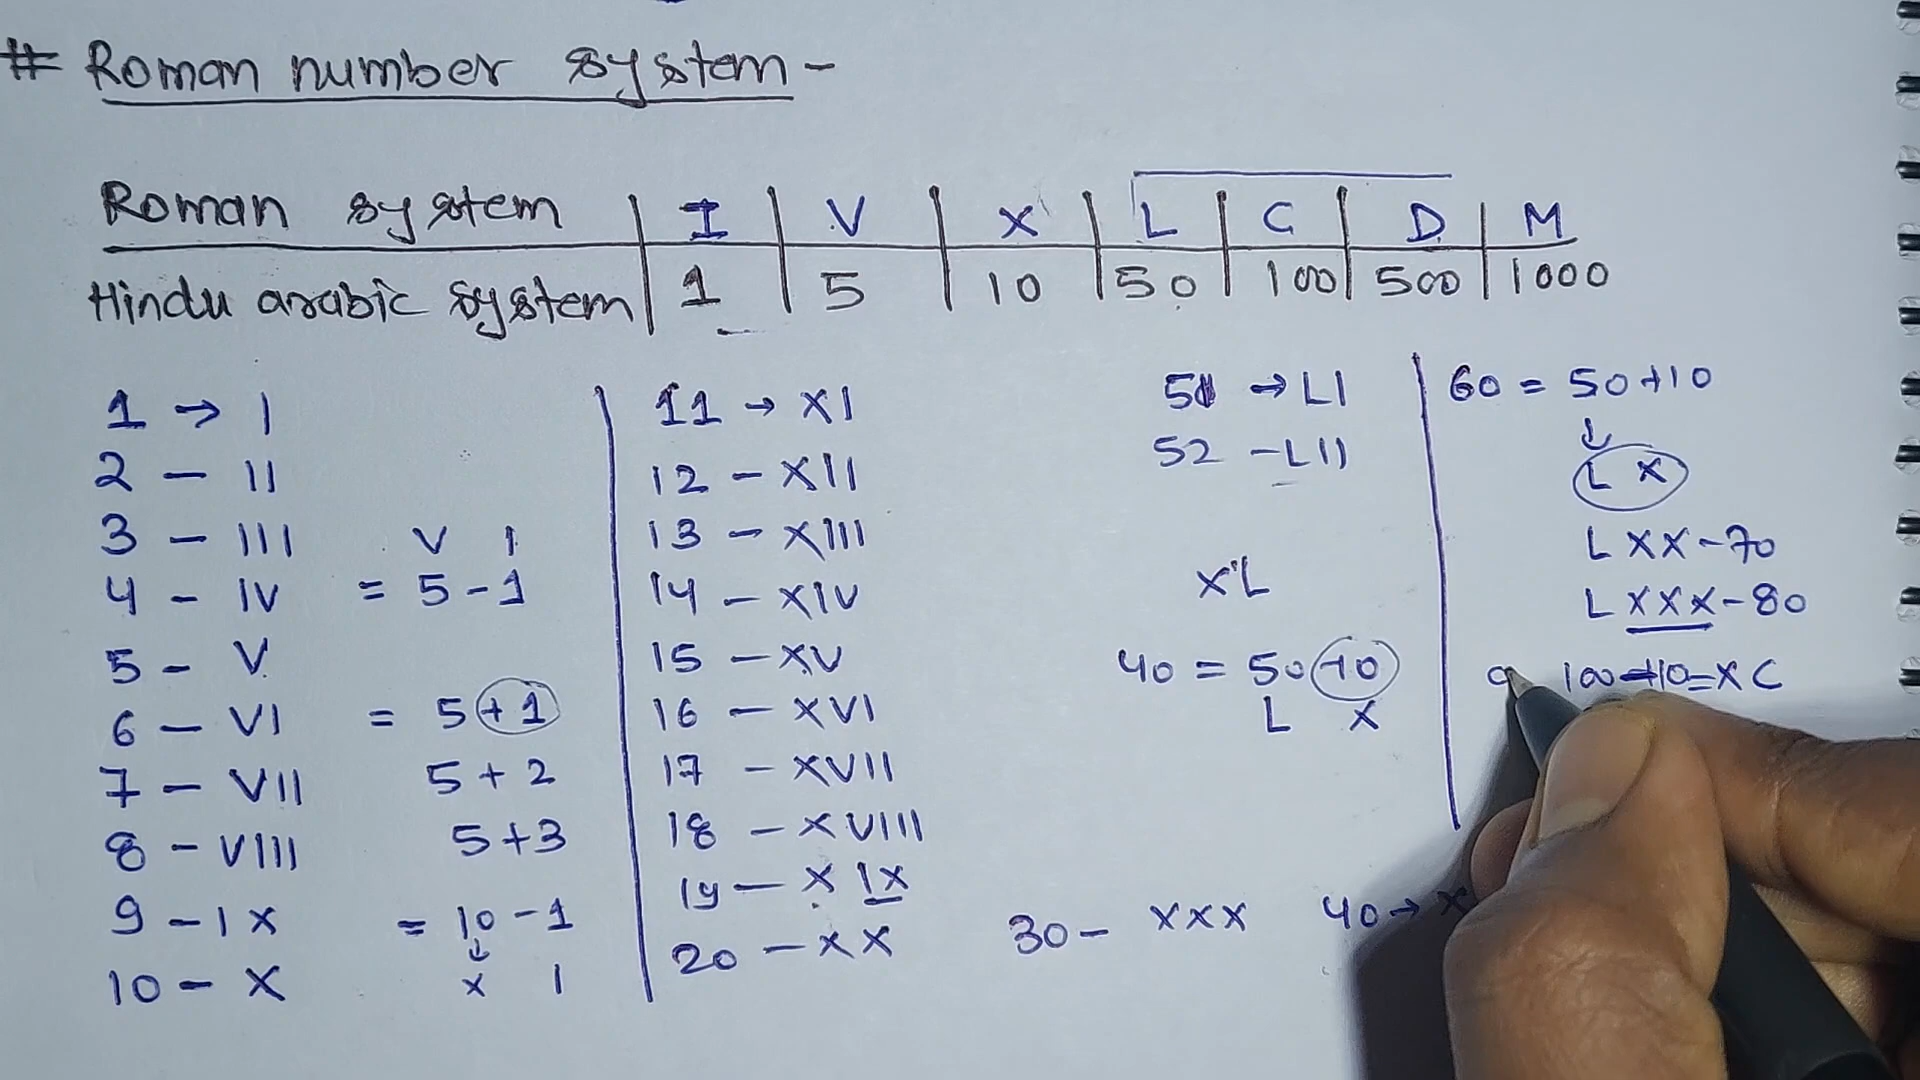 # Roman number system -
Roman system | I | V | X | L | C | D | M
Hindu arabic system | 1 | 5 | 10 | 50 | 100 | 500 | 1000
1 → I
2 - II
3 - III
V I
4 - IV = 5 - 1
5 - V
6 - VI = 5 + 1
7 - VII 5 + 2
8 - VIII 5 + 3
9 - IX = 10 - 1
↓
10 - X X I
11 → XI
12 - XII
13 - XIII
14 - XIV
15 - XV
16 - XVI
17 - XVII
18 - XVIII
19 - X IX
20 - XX
30 - XXX
40 → X
51 → LI
52 - LII
XL
40 = 50 - 10
L X
60 = 50 + 10
↓
L X
LXX - 70
LXXX - 80
100 - 10 = XC